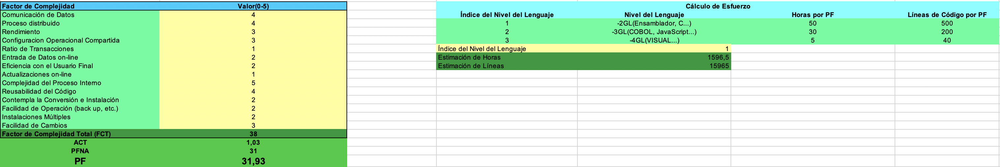 Factor de Complejidad Valor(0-5)
Comunicación de Datos 4
Proceso distribuido 4
Rendimiento 3
Configuracion Operacional Compartida 3
Ratio de Transacciones 1
Entrada de Datos on-line 2
Eficiencia con el Usuario Final 2
Actualizaciones on-line 1
Complejidad del Proceso Interno 5
Reusabilidad del Código 4
Contempla la Conversión e Instalación 2
Facilidad de Operación (back up, etc.) 2
Instalaciones Múltiples 2
Facilidad de Cambios 3
Factor de Complejidad Total (FCT) 38
ACT 1,03
PFNA 31
PF 31,93
Cálculo de Esfuerzo
Índice del Nivel del Lenguaje Nivel del Lenguaje Horas por PF Líneas de Código por PF
1 -2GL(Ensamblador, C...) 50 500
2 -3GL(COBOL, JavaScript...) 30 200
3 -4GL(VISUAL...) 5 40
Índice del Nivel del Lenguaje 1
Estimación de Horas 1596,5
Estimación de Líneas 15965